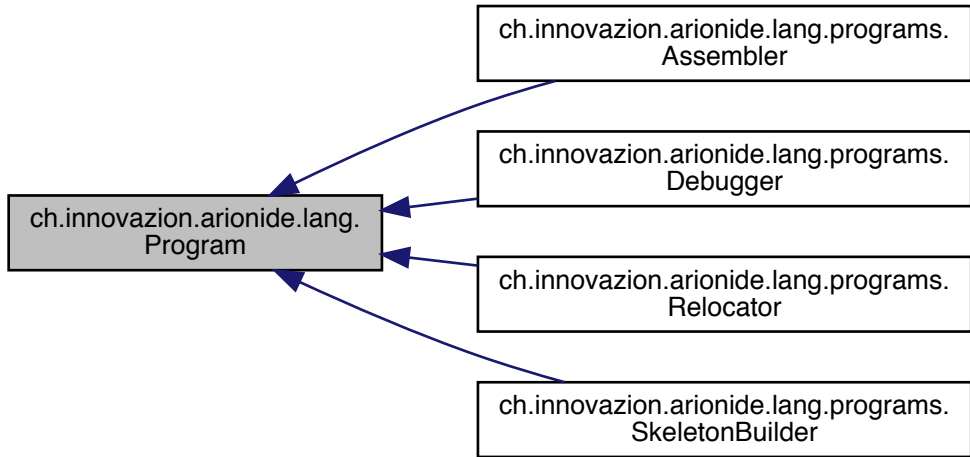 ch.innovazion.arionide.lang.programs.
Assembler
ch.innovazion.arionide.lang.programs.
Debugger
ch.innovazion.arionide.lang.
Program
ch.innovazion.arionide.lang.programs.
Relocator
ch.innovazion.arionide.lang.programs.
SkeletonBuilder